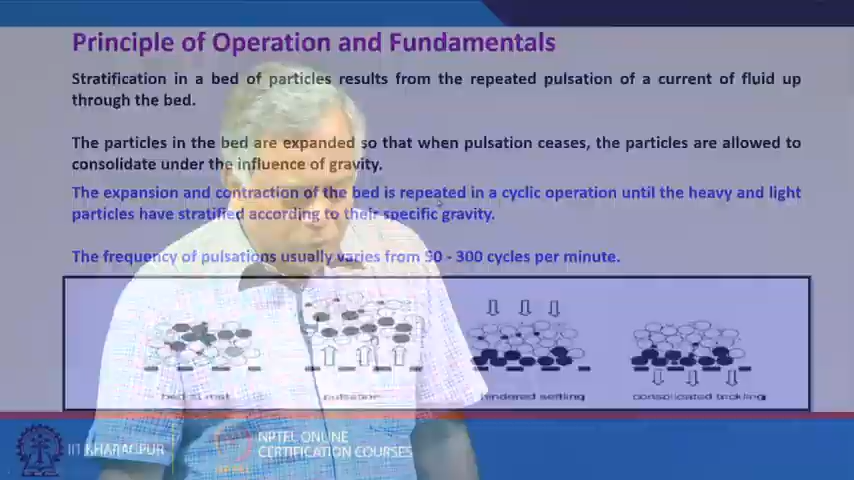 Principle of Operation and Fundamentals
Stratification in a bed of particles results from the repeated pulsation of a current of fluid up
through the bed.
The particles in the bed are expanded so that when pulsation ceases, the particles are allowed to
consolidate under the influence of gravity.
The expansion and contraction of the bed is repeated in a cyclic operation until the heavy and light
particles have stratified according to their specific gravity.
The frequency of pulsations usually varies from 50 - 300 cycles per minute.
pulsation hindered settling consolidated trickling
IIT KHARAGPUR
NPTEL ONLINE
CERTIFICATION COURSES